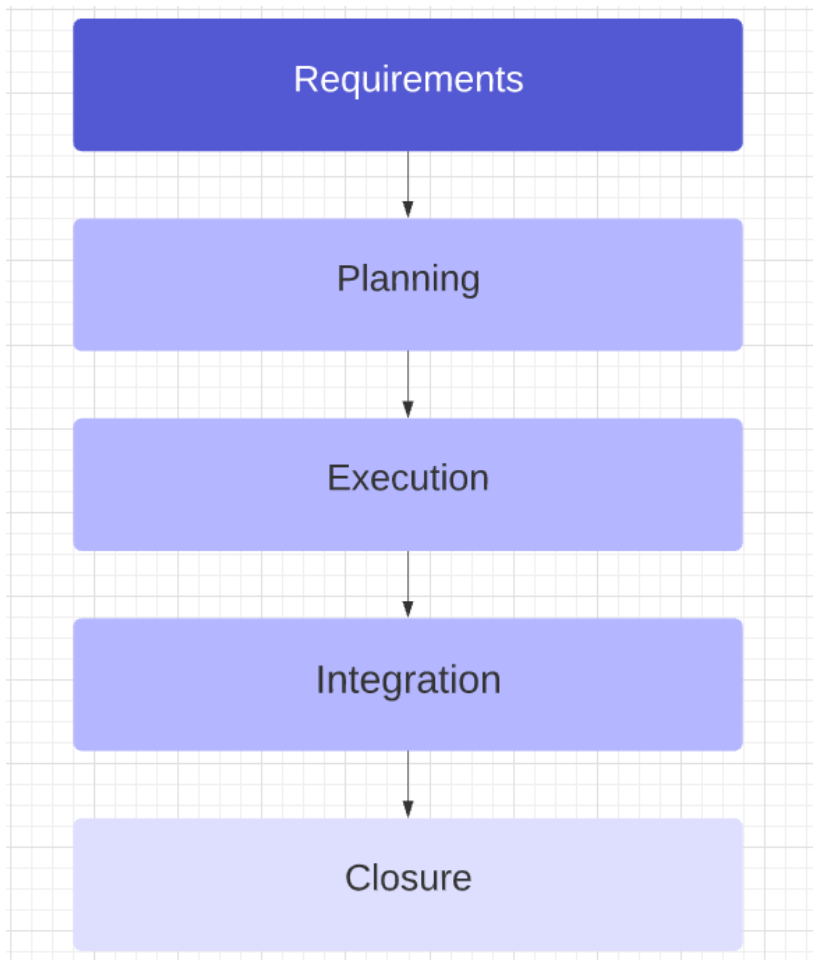 Requirements
Planning
Execution
Integration
Closure